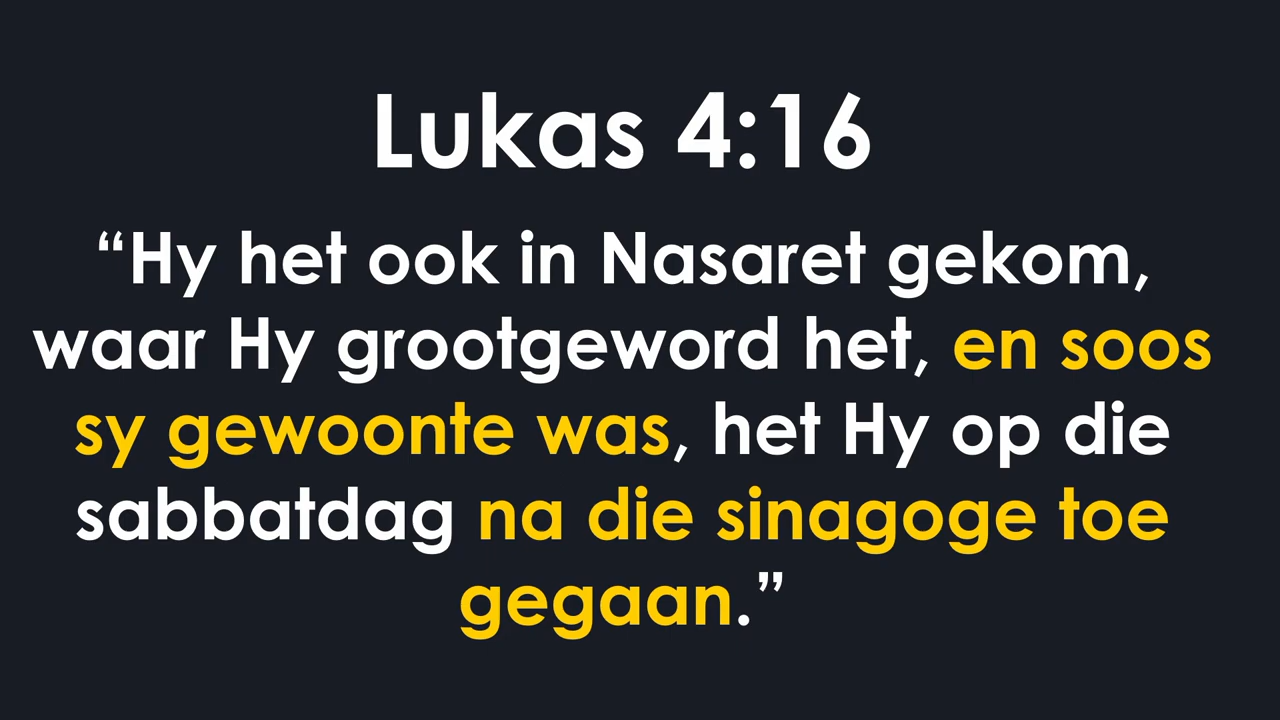 Lukas 4:16
“Hy het ook in Nasaret gekom,
waar Hy grootgeword het, en soos
sy gewoonte was, het Hy op die
sabbatdag na die sinagoge toe
gegaan.”